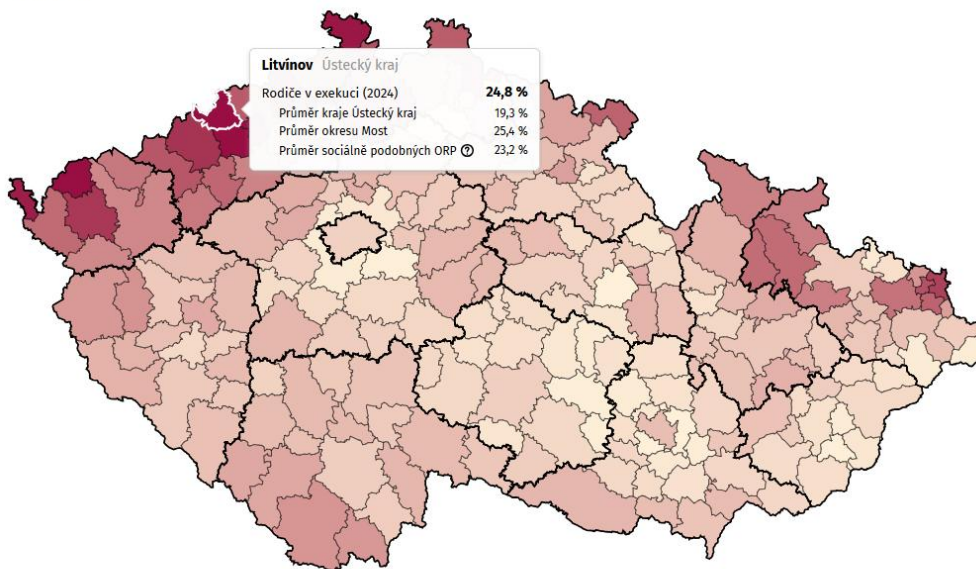 Litvínov Ústecký kraj
Rodiče v exekuci (2024) 24,8 %
Průměr kraje Ústecký kraj 19,3 %
Průměr okresu Most 25,4 %
Průměr sociálně podobných ORP ? 23,2 %